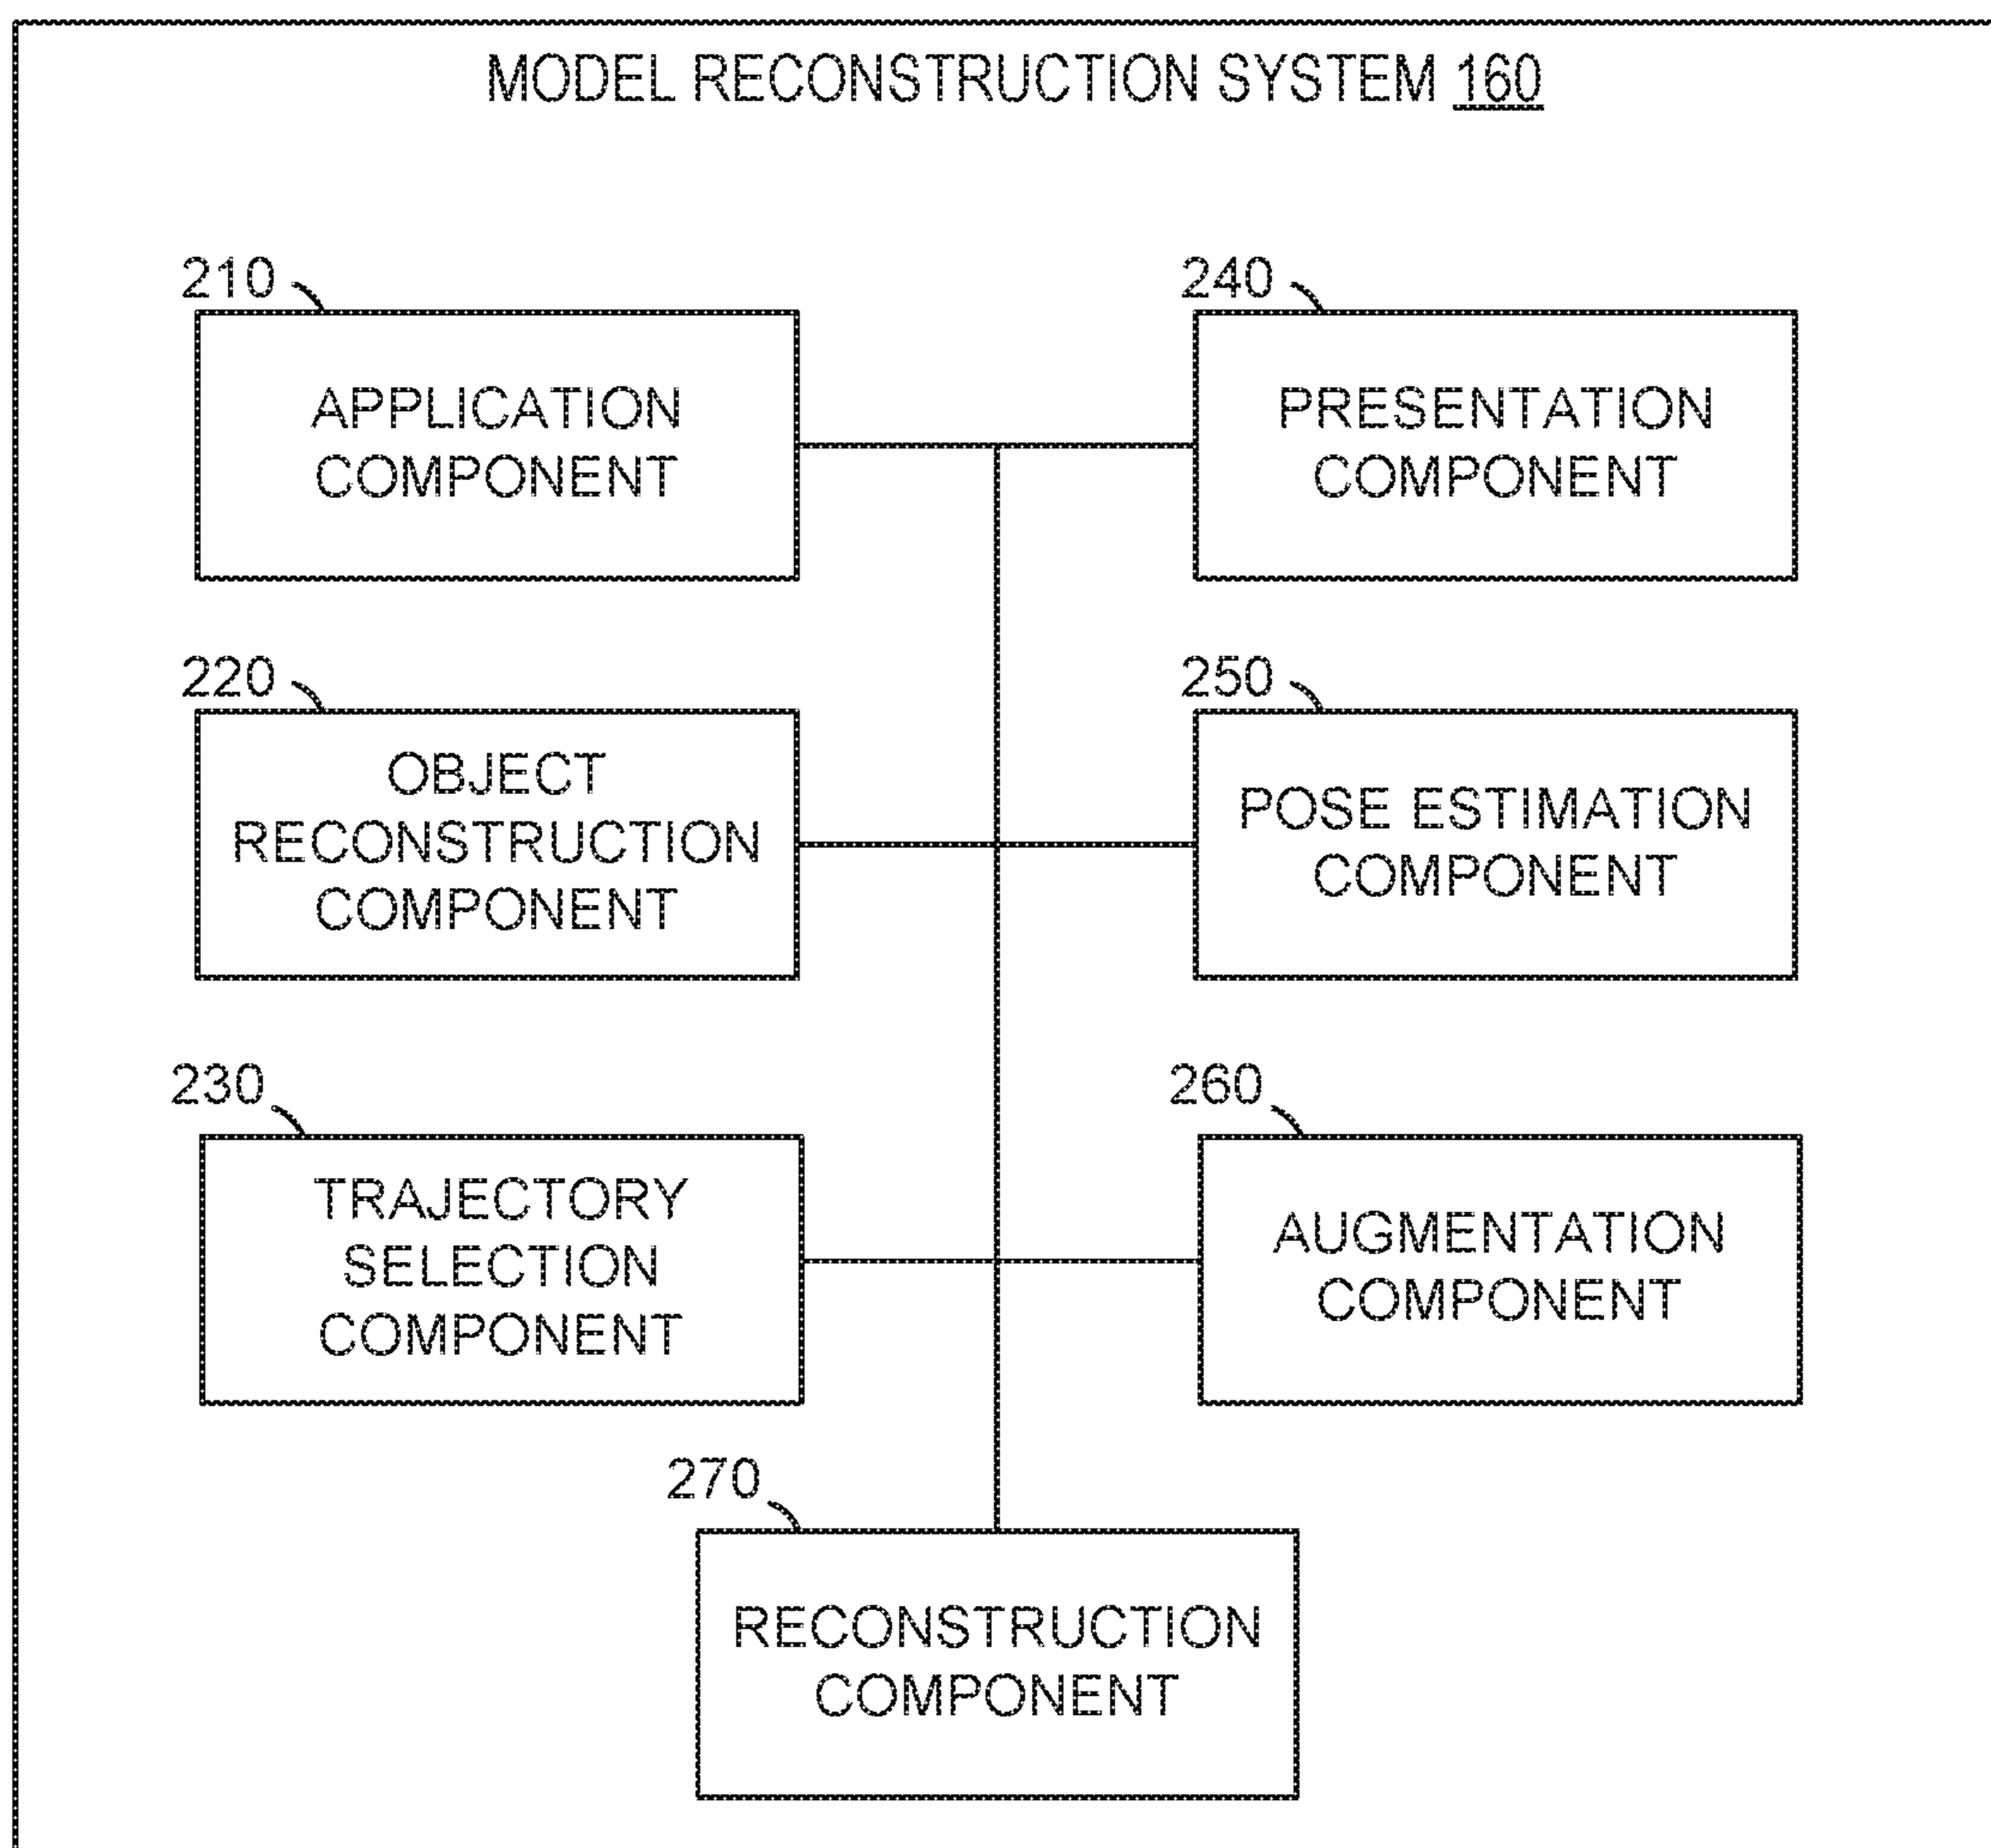 MODEL RECONSTRUCTION SYSTEM 160
210
APPLICATION
COMPONENT
240
PRESENTATION
COMPONENT
220
OBJECT
RECONSTRUCTION
COMPONENT
250
POSE ESTIMATION
COMPONENT
230
TRAJECTORY
SELECTION
COMPONENT
260
AUGMENTATION
COMPONENT
270
RECONSTRUCTION
COMPONENT